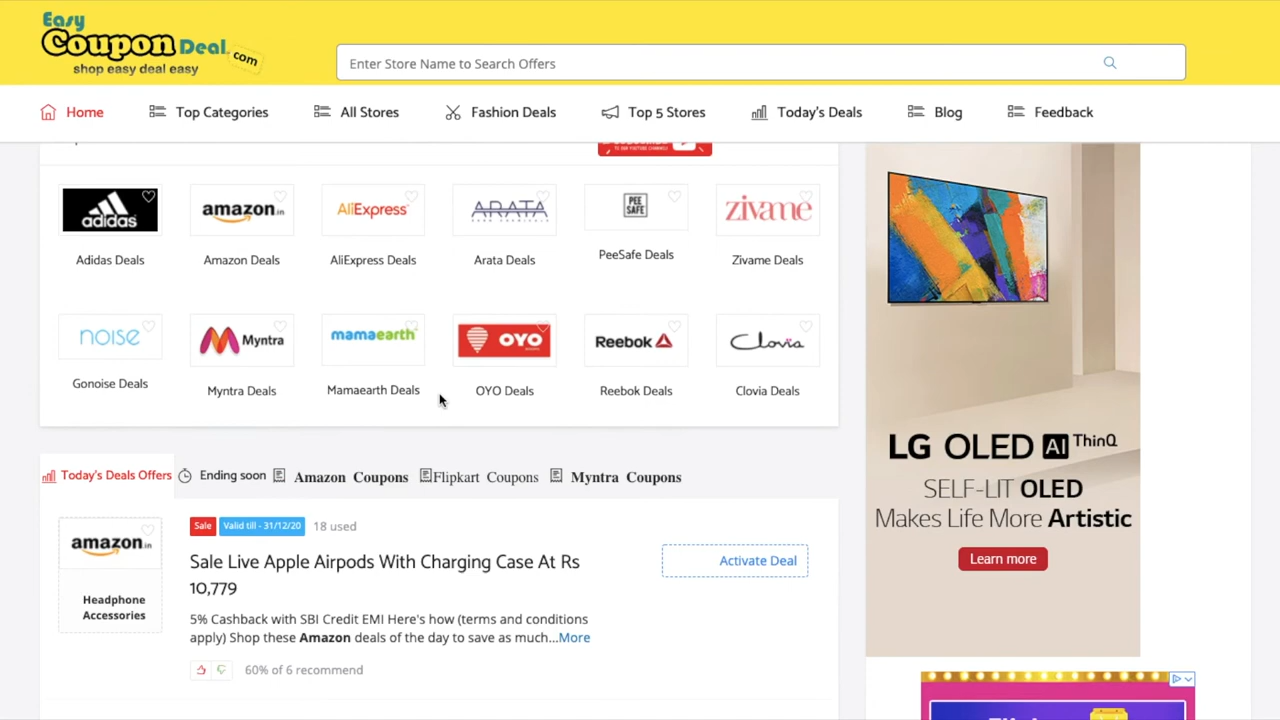 Easy
Coupon Deal .com
shop easy deal easy
Enter Store Name to Search Offers
Home
Top Categories
All Stores
Fashion Deals
Top 5 Stores
Today's Deals
Blog
Feedback
adidas
amazon.in
AliExpress
ARATA
PEE
SAFE
zivame
Adidas Deals
Amazon Deals
AliExpress Deals
Arata Deals
PeeSafe Deals
Zivame Deals
noise
Myntra
mamaearth
OYO
Reebok
Clovia
Gonoise Deals
Myntra Deals
Mamaearth Deals
OYO Deals
Reebok Deals
Clovia Deals
Today's Deals Offers
Ending soon
Amazon Coupons
Flipkart Coupons
Myntra Coupons
amazon.in
Headphone
Accessories
Sale
Valid till - 31/12/20
18 used
Sale Live Apple Airpods With Charging Case At Rs
10,779
Activate Deal
5% Cashback with SBI Credit EMI Here's how (terms and conditions
apply) Shop these Amazon deals of the day to save as much...More
60% of 6 recommend
LG OLED AI ThinQ
SELF-LIT OLED
Makes Life More Artistic
Learn more